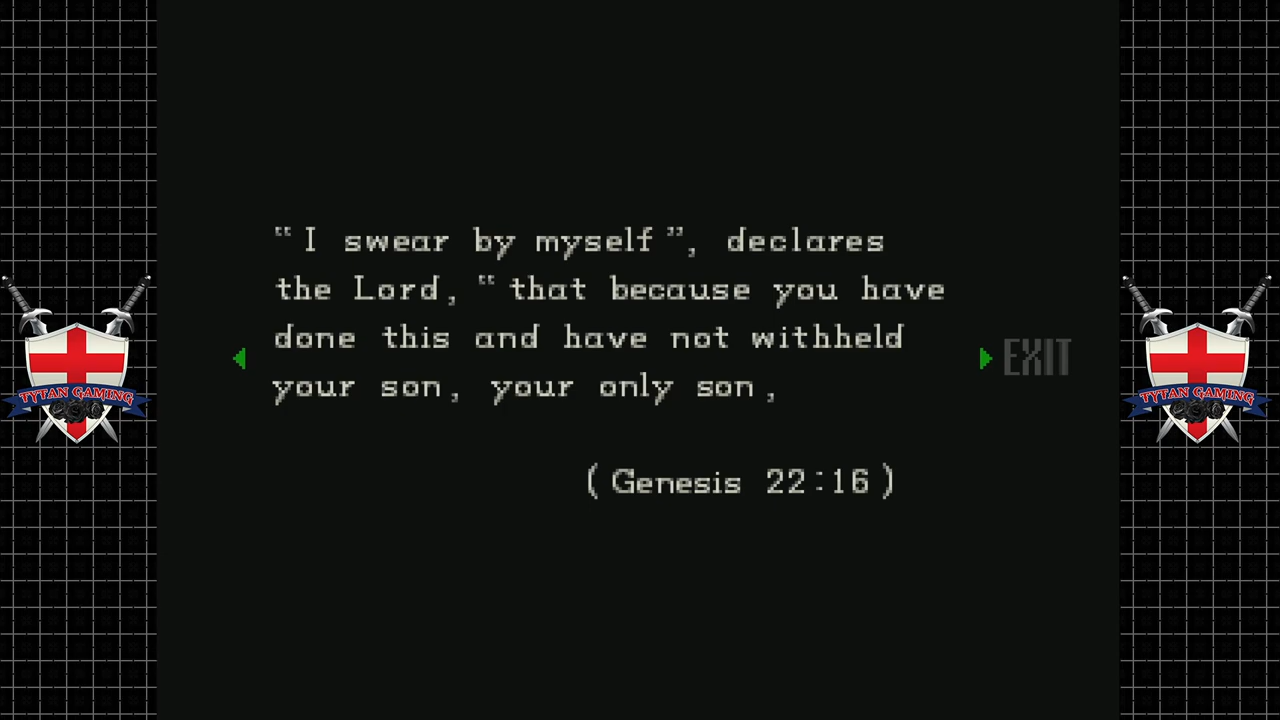 “I swear by myself”, declares
the Lord, “that because you have
done this and have not withheld
your son, your only son,
(Genesis 22:16)
EXIT
TYTAN GAMING
TYTAN GAMING